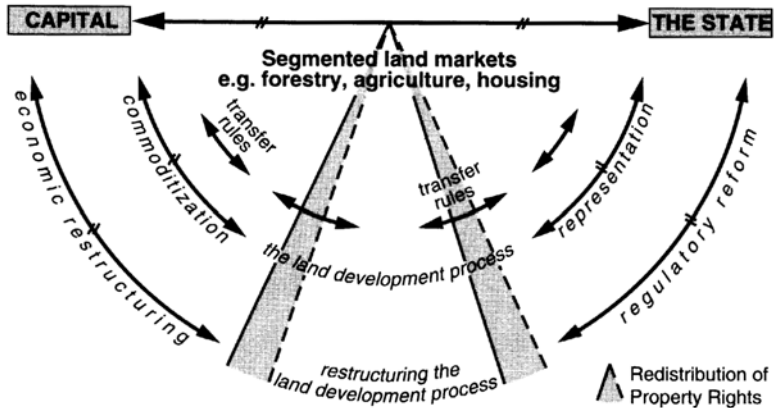 CAPITAL
THE STATE
Segmented land markets
e.g. forestry, agriculture, housing
economic restructuring
commoditization
transfer
rules
transfer
rules
representation
regulatory reform
the land development process
restructuring the
land development process
Redistribution of
Property Rights